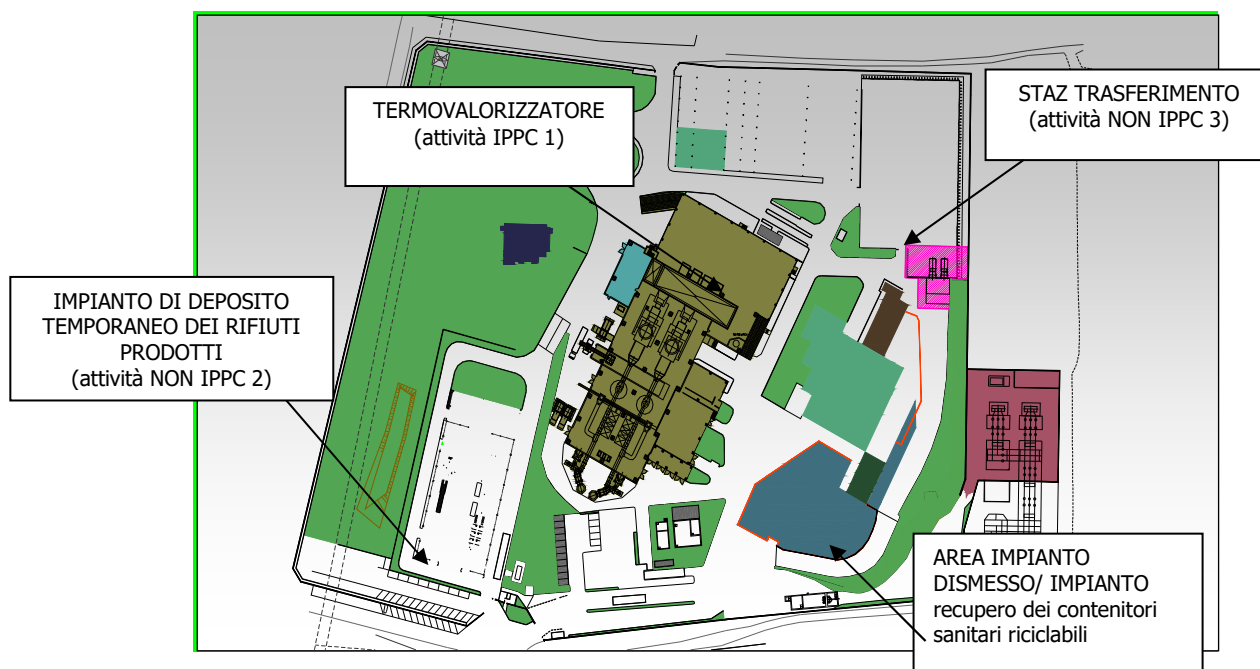 TERMOVALORIZZATORE
(attività IPPC 1)
STAZ TRASFERIMENTO
(attività NON IPPC 3)
IMPIANTO DI DEPOSITO
TEMPORANEO DEI RIFIUTI
PRODOTTI
(attività NON IPPC 2)
AREA IMPIANTO
DISMESSO/ IMPIANTO
recupero dei contenitori
sanitari riciclabili